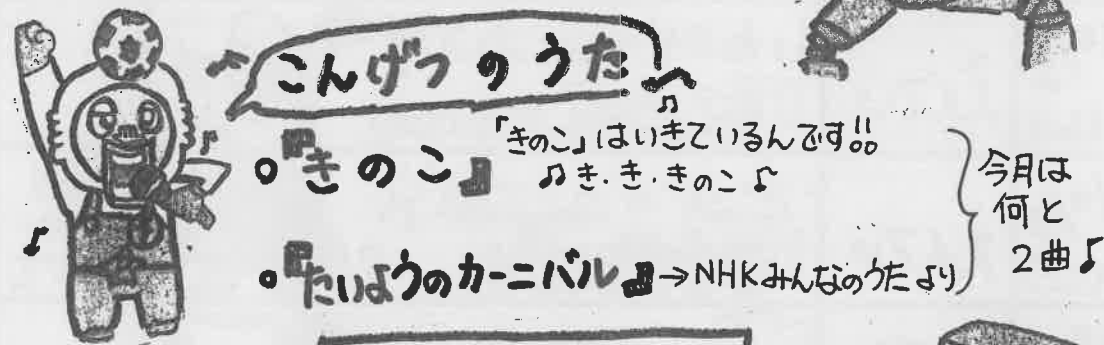 こんげつのうた
。『きのこ』
「きのこ」はいきているんです!!
♫き・き・きのこ♪
。『たいようのカーニバル』→NHKみんなのうたより
今月は
何と
2曲♪